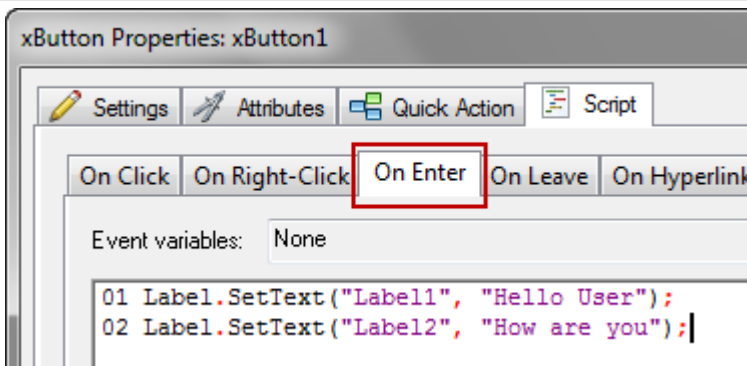 xButton Properties: xButton1
Settings Attributes Quick Action Script
On Click On Right-Click On Enter On Leave On Hyperlink
Event variables: None
01 Label.SetText("Label1", "Hello User");
02 Label.SetText("Label2", "How are you");